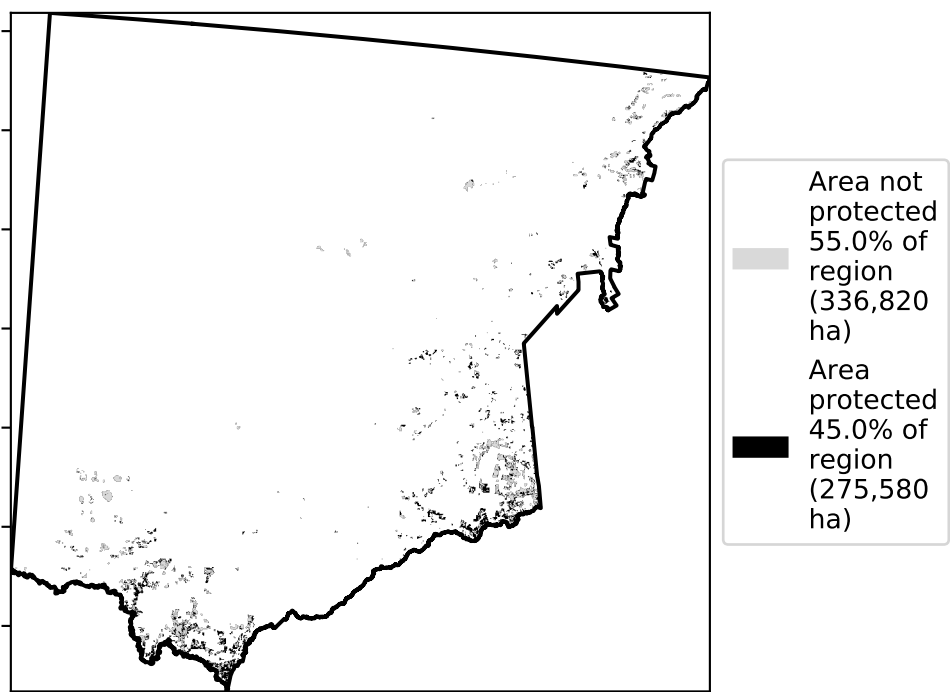 Area not
protected
55.0% of
region
(336,820
ha)
Area
protected
45.0% of
region
(275,580
ha)